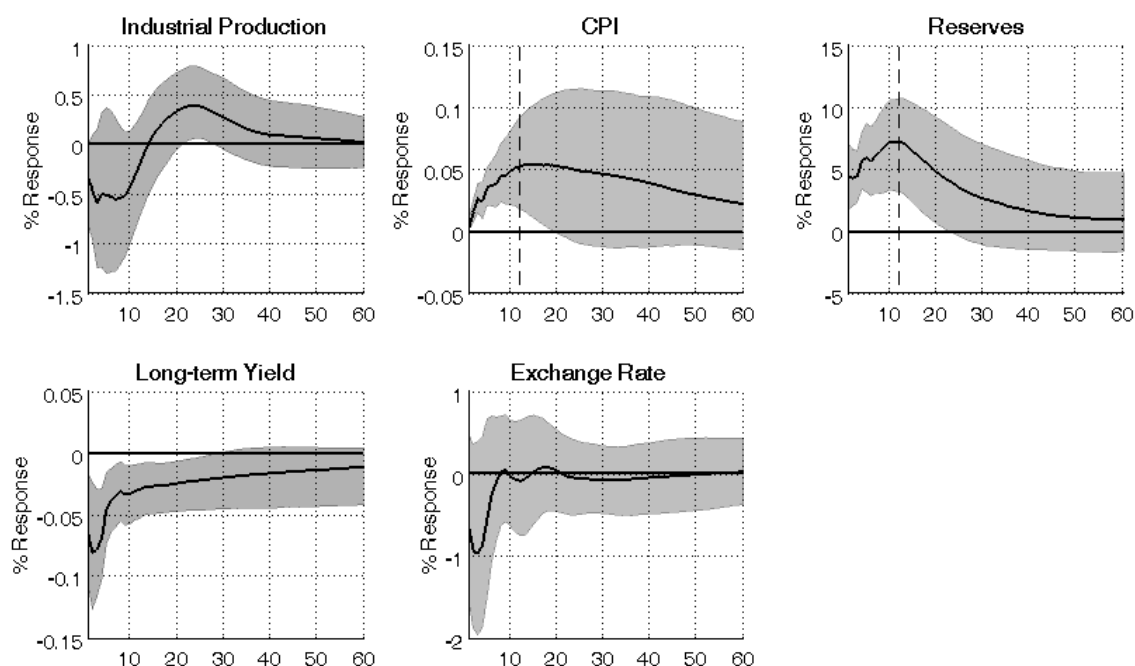 Industrial Production
% Response
1
0.5
0
-0.5
-1
-1.5
10 20 30 40 50 60
CPI
% Response
0.15
0.1
0.05
0
-0.05
10 20 30 40 50 60
Reserves
% Response
15
10
5
0
-5
10 20 30 40 50 60
Long-term Yield
% Response
0.05
0
-0.05
-0.1
-0.15
10 20 30 40 50 60
Exchange Rate
% Response
1
0
-1
-2
10 20 30 40 50 60